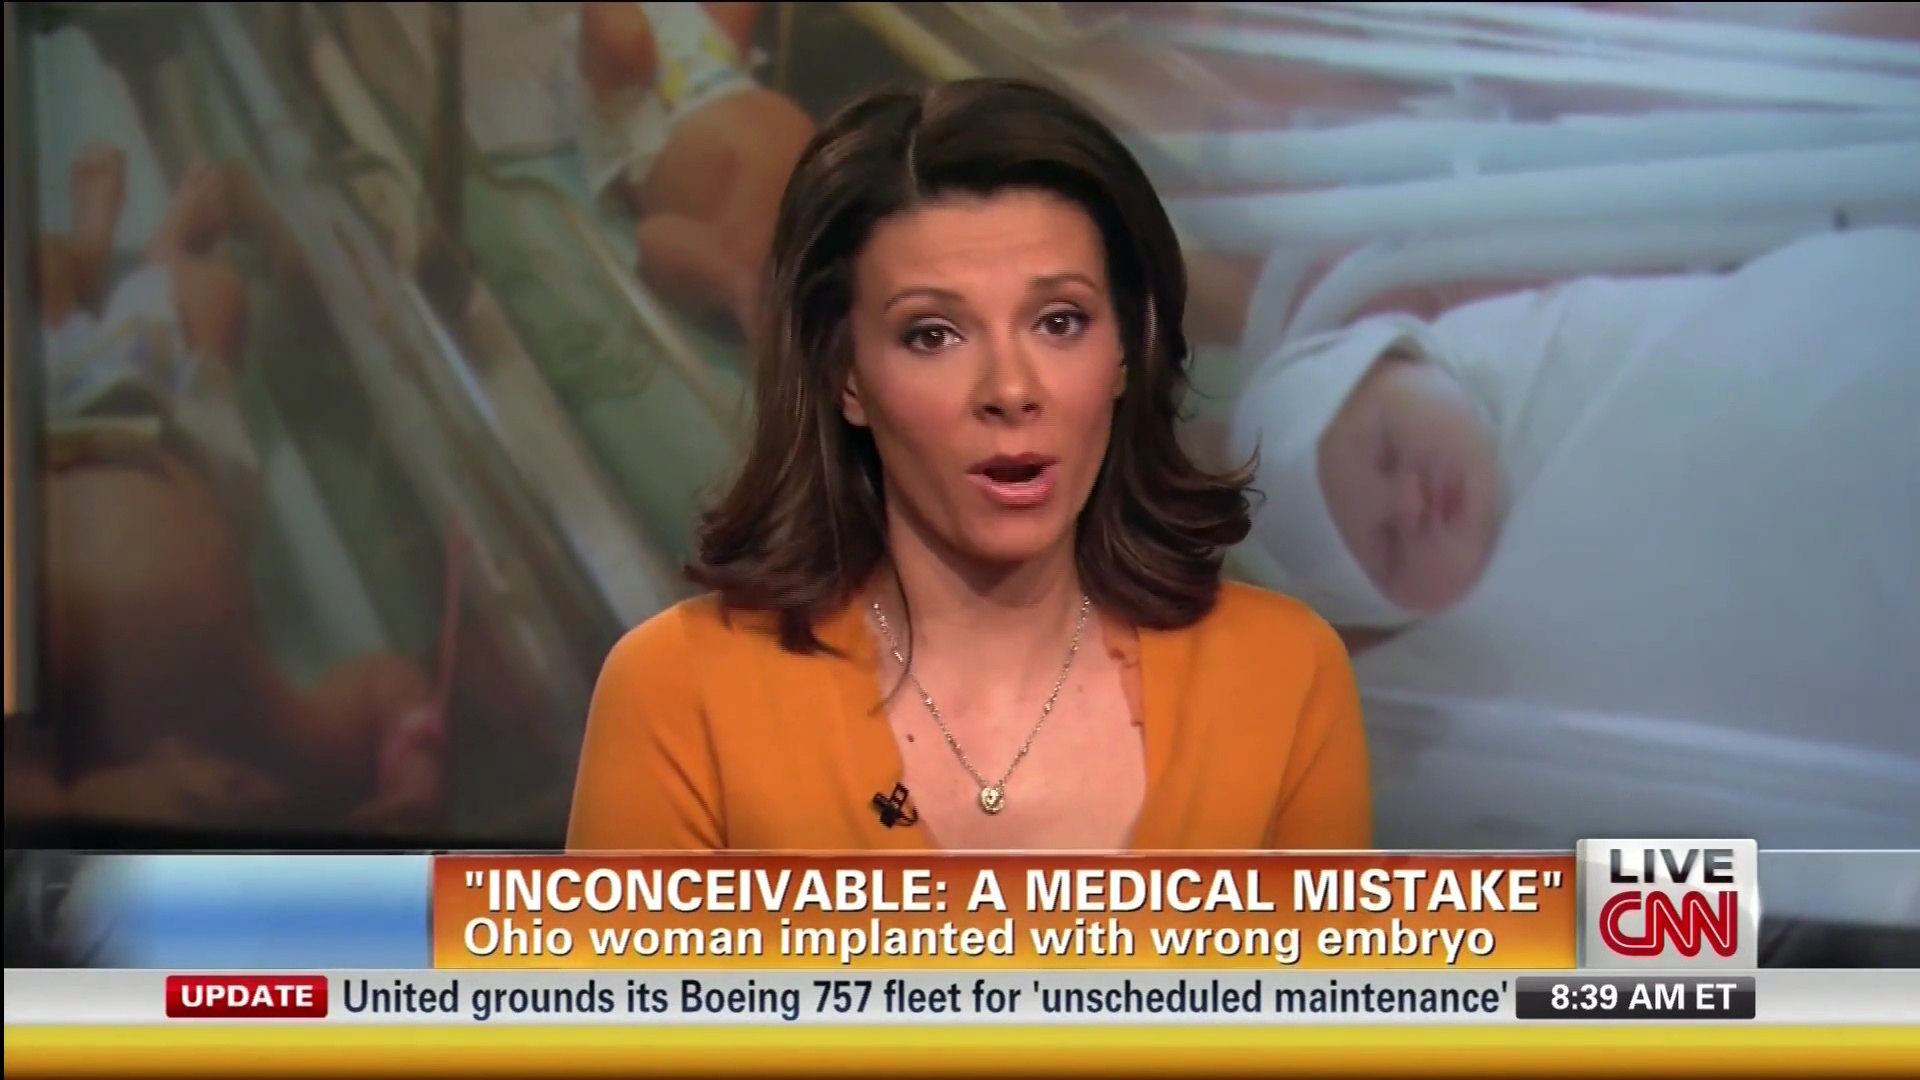 "INCONCEIVABLE: A MEDICAL MISTAKE"
Ohio woman implanted with wrong embryo
LIVE
CNN
UPDATE United grounds its Boeing 757 fleet for 'unscheduled maintenance' 8:39 AM ET